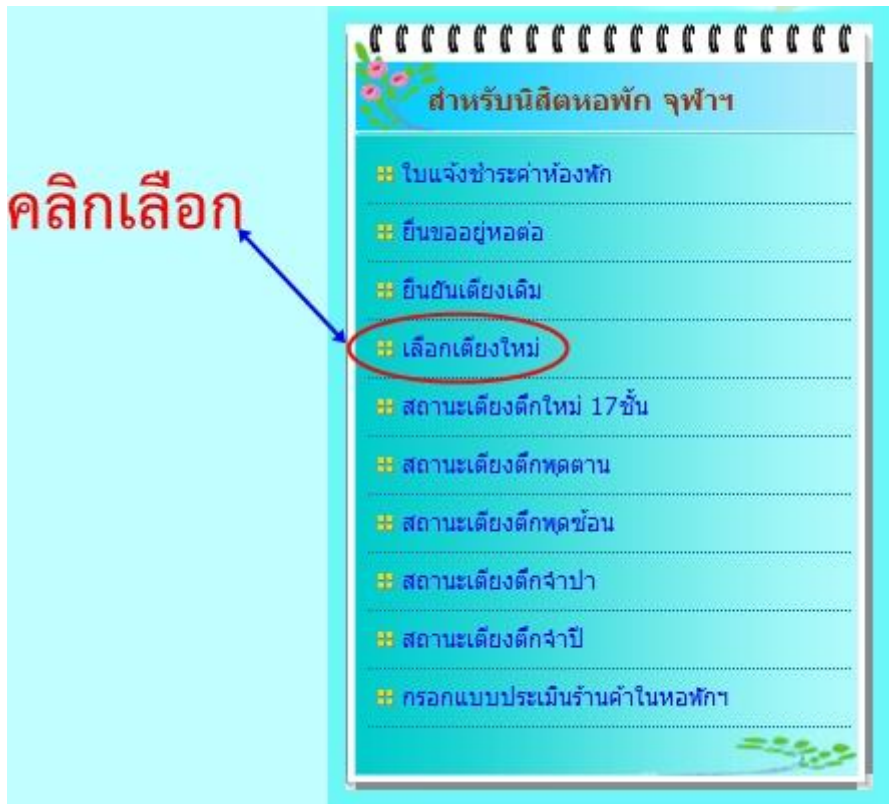 สำหรับนิสิตหอพัก จุฬาฯ
ใบแจ้งชำระค่าห้องพัก
คลิกเลือก
ยื่นขออยู่หอต่อ
ยืนยันเตียงเดิม
เลือกเตียงใหม่
สถานะเตียงตึกใหม่ 17ชั้น
สถานะเตียงตึกพุดตาน
สถานะเตียงตึกพุดซ้อน
สถานะเตียงตึกจำปา
สถานะเตียงตึกจำปี
กรอกแบบประเมินร้านค้าในหอพักฯ